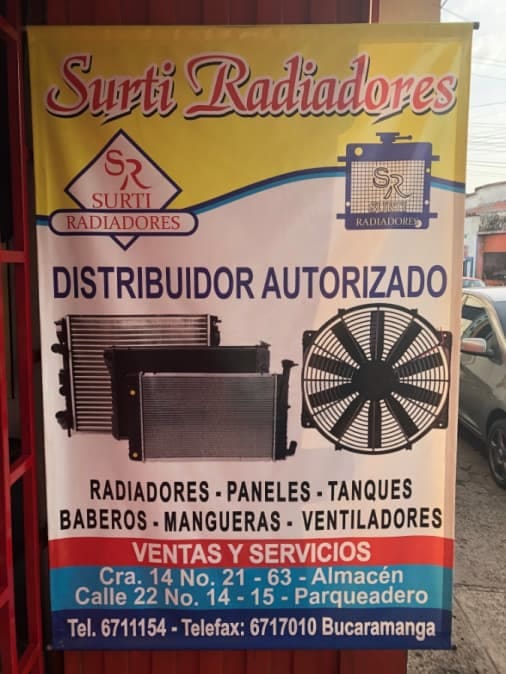 Surti Radiadores
SR
SURTI
RADIADORES
SR
SURTI
RADIADORES
DISTRIBUIDOR AUTORIZADO
RADIADORES - PANELES - TANQUES
BABEROS - MANGUERAS - VENTILADORES
VENTAS Y SERVICIOS
Cra. 14 No. 21 - 63 - Almacén
Calle 22 No. 14 - 15 - Parqueadero
Tel. 6711154 - Telefax: 6717010 Bucaramanga